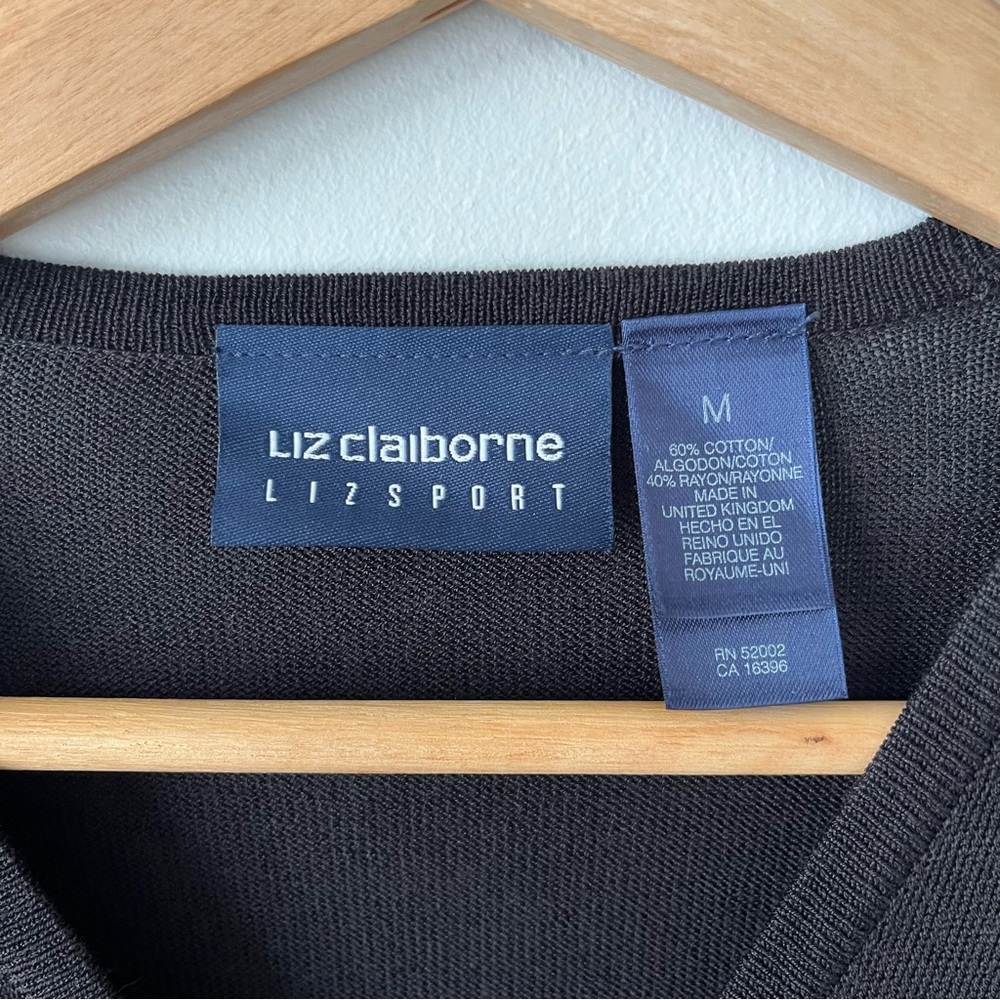 LIZ claiborne
LIZSPORT
M
60% COTTON/
ALGODON/COTON
40% RAYON/RAYONNE
MADE IN
UNITED KINGDOM
HECHO EN EL
REINO UNIDO
FABRIQUE AU
ROYAUME-UNI
RN 52002
CA 16396